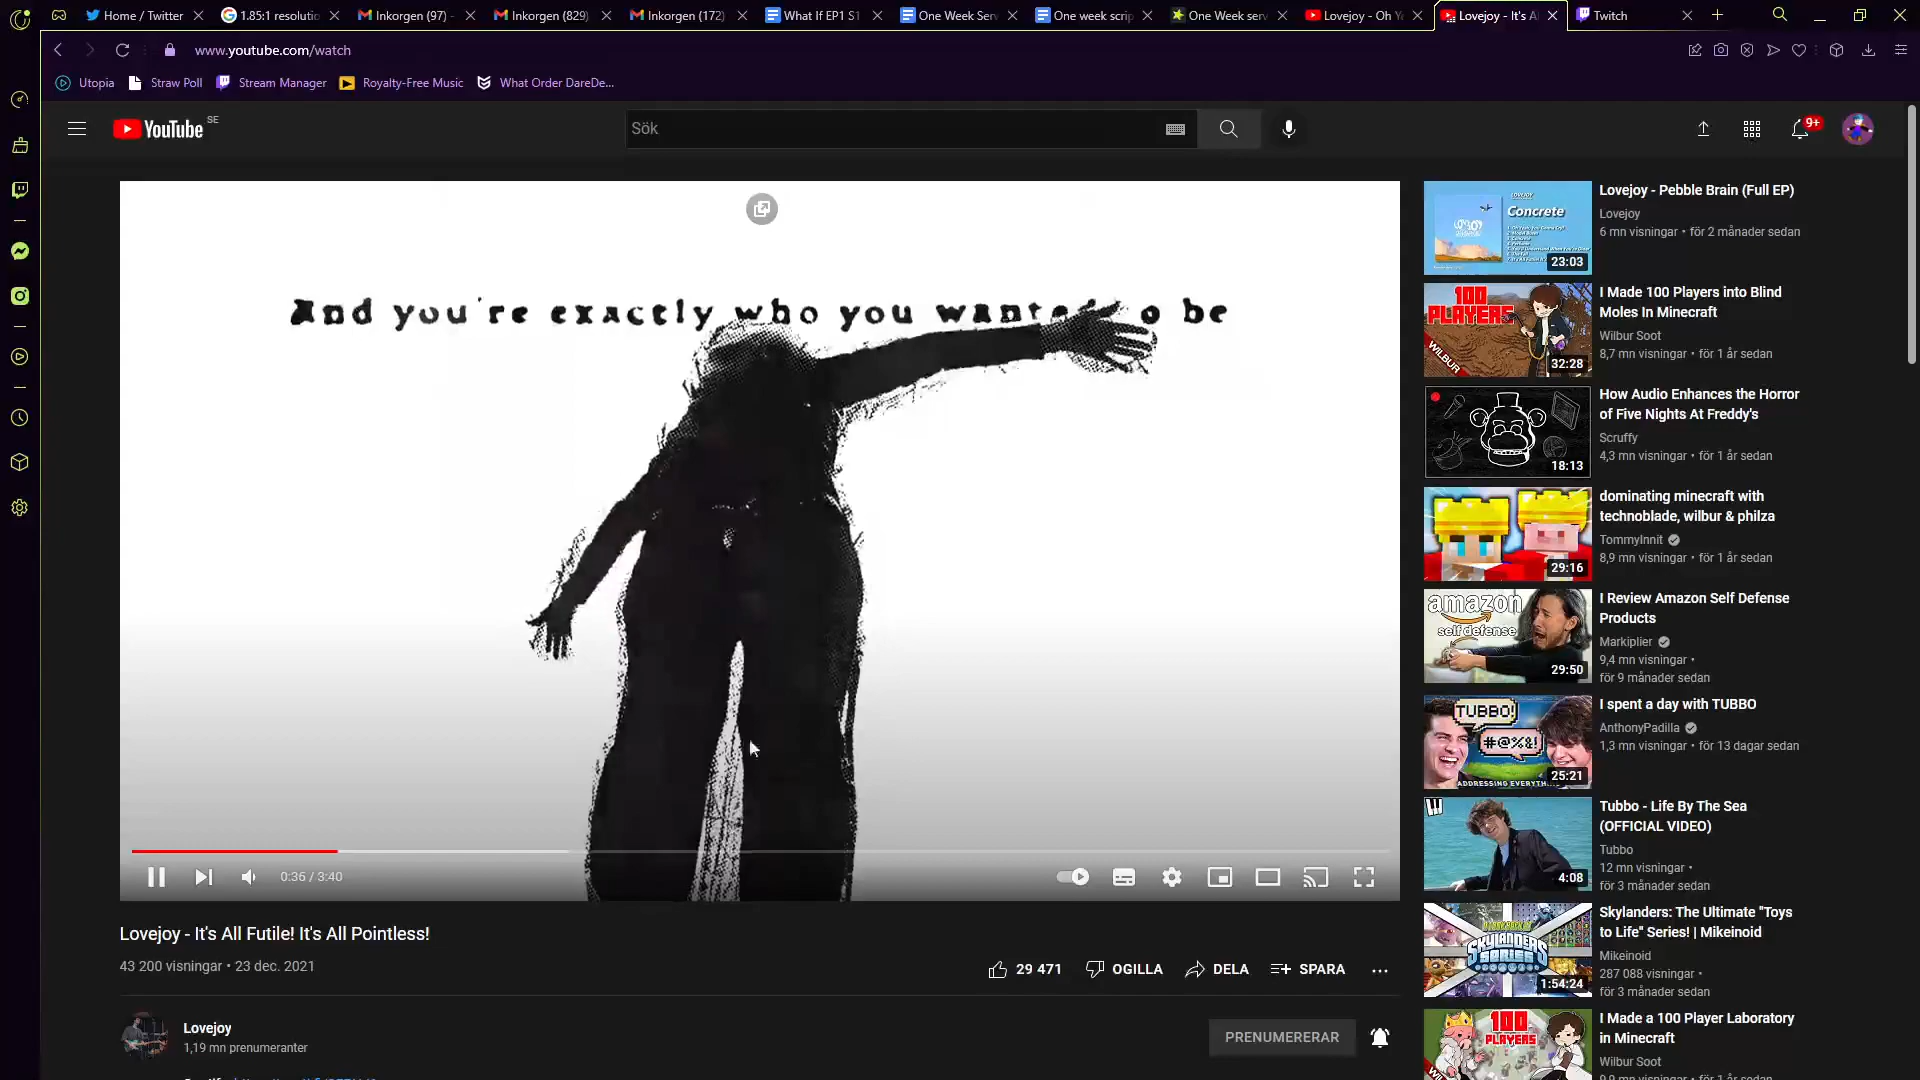 Home / Twitter
1.85:1 resolutio
Inkorgen (97) -
Inkorgen (829)
Inkorgen (172)
What If EP1 S1
One Week Serv
One week scrip
One Week serv
Lovejoy - Oh Y
Lovejoy - It's A
Twitch
www.youtube.com/watch
Utopia
Straw Poll
Stream Manager
Royalty-Free Music
What Order DareDe...
YouTube SE
Sök
9+
And you're exactly who you wanted to be
0:36 / 3:40
Lovejoy - It's All Futile! It's All Pointless!
43 200 visningar • 23 dec. 2021
29 471
OGILLA
DELA
SPARA
Lovejoy
1,19 mn prenumeranter
PRENUMERERAR
Concrete
23:03
Lovejoy - Pebble Brain (Full EP)
Lovejoy
6 mn visningar • för 2 månader sedan
100
PLAYERS
WILBUR
32:28
I Made 100 Players into Blind
Moles In Minecraft
Wilbur Soot
8,7 mn visningar • för 1 år sedan
18:13
How Audio Enhances the Horror
of Five Nights At Freddy's
Scruffy
4,3 mn visningar • för 1 år sedan
29:16
dominating minecraft with
technoblade, wilbur & philza
TommyInnit
8,9 mn visningar • för 1 år sedan
amazon
self defense
29:50
I Review Amazon Self Defense
Products
Markiplier
9,4 mn visningar •
för 9 månader sedan
TUBBO!
#@%&!
25:21
I spent a day with TUBBO
AnthonyPadilla
1,3 mn visningar • för 13 dagar sedan
4:08
Tubbo - Life By The Sea
(OFFICIAL VIDEO)
Tubbo
12 mn visningar •
för 3 månader sedan
SKYLANDERS
SERIES!
1:54:24
Skylanders: The Ultimate "Toys
to Life" Series! | Mikeinoid
Mikeinoid
287 088 visningar •
för 3 månader sedan
100
PLAYERS
I Made a 100 Player Laboratory
in Minecraft
Wilbur Soot